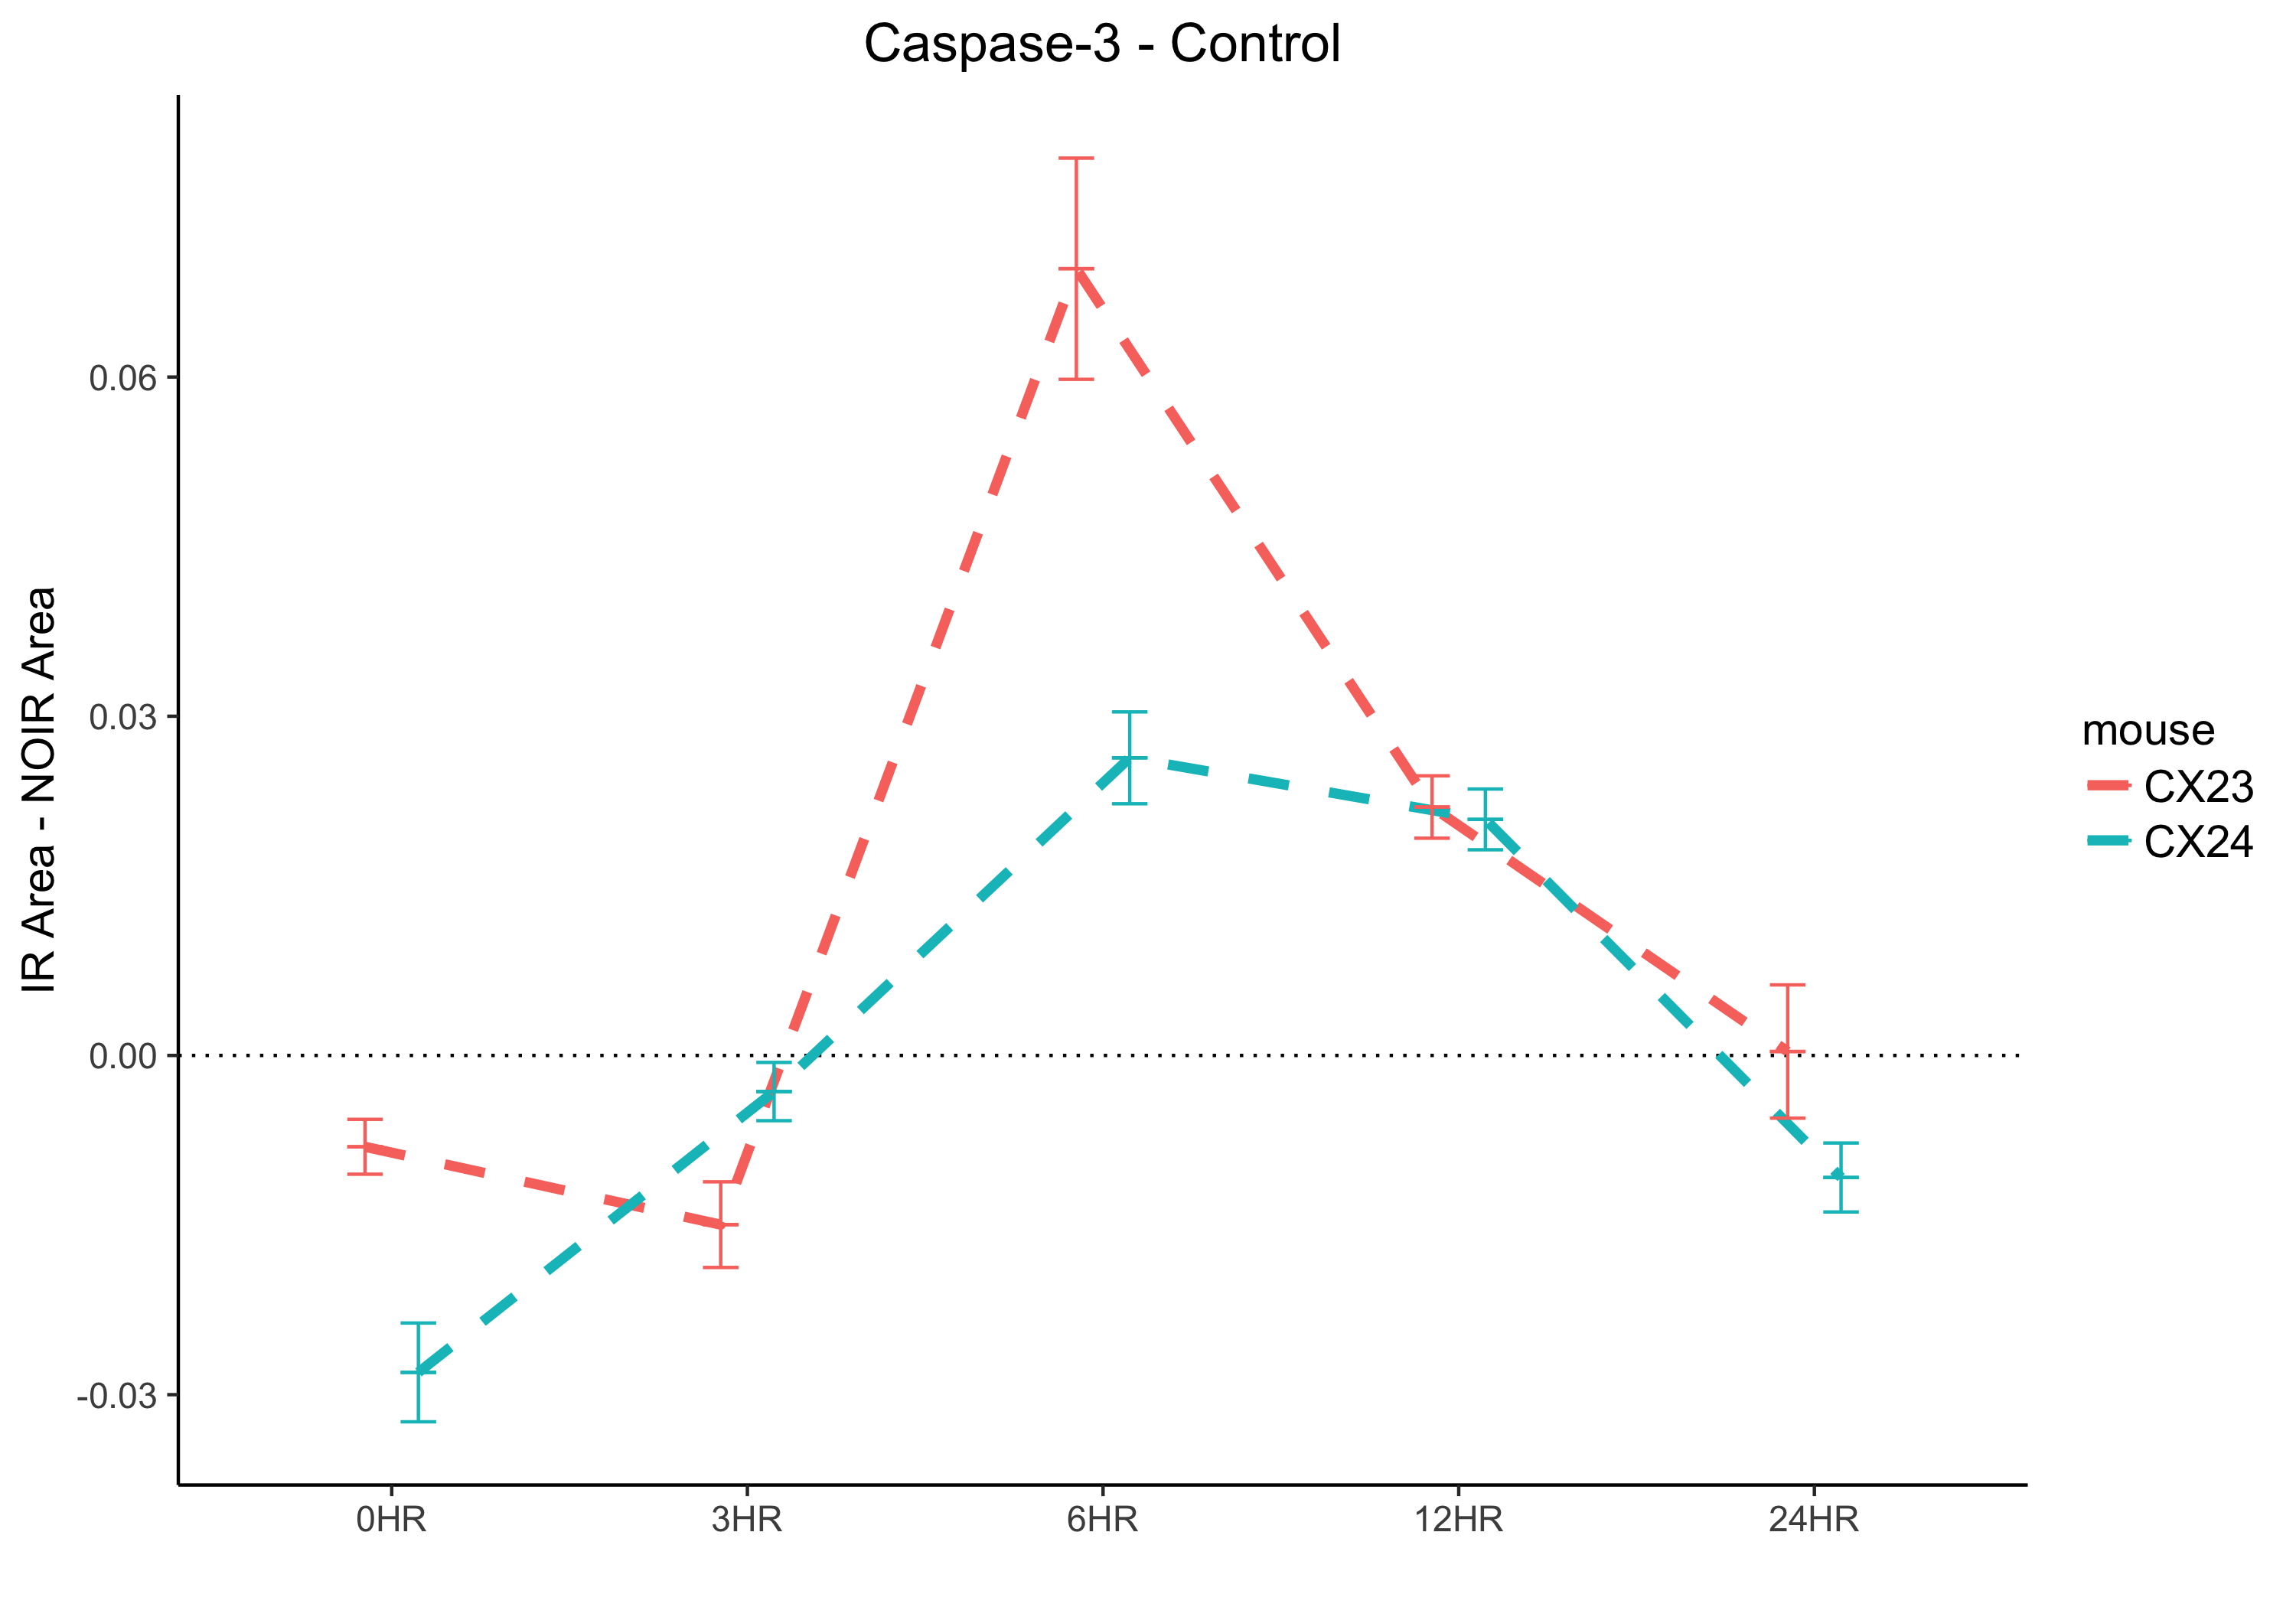 Caspase-3 - Control
IR Area - NOIR Area
0.06
0.03
0.00
-0.03
0HR
3HR
6HR
12HR
24HR
mouse
CX23
CX24